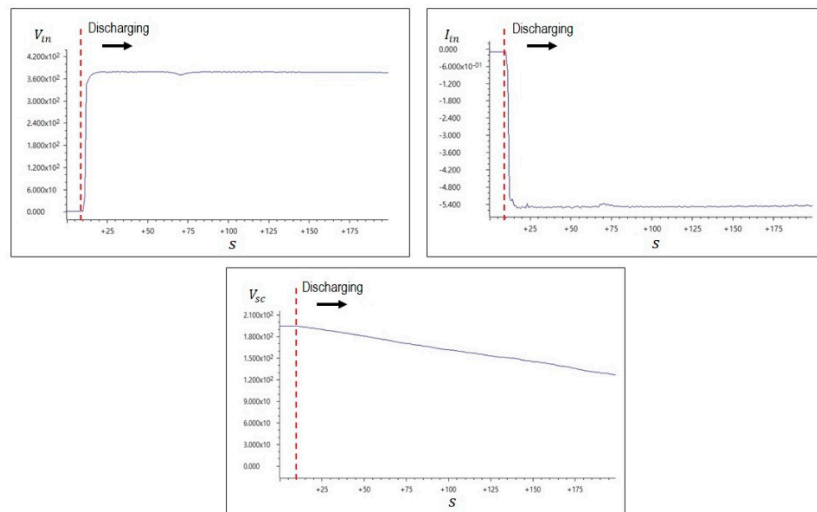 V_in
Discharging
4.200x10²
3.600x10²
3.000x10²
2.400x10²
1.800x10²
1.200x10²
6.000x10
0.000
+25 +50 +75 +100 +125 +150 +175
S
I_in
Discharging
0.000
-6.000x10⁻⁰¹
-1.200
-1.800
-2.400
-3.000
-3.600
-4.200
-4.800
-5.400
+25 +50 +75 +100 +125 +150 +175
S
V_sc
Discharging
2.100x10²
1.800x10²
1.500x10²
1.200x10²
9.000x10
6.000x10
3.000x10
0.000
+25 +50 +75 +100 +125 +150 +175
S